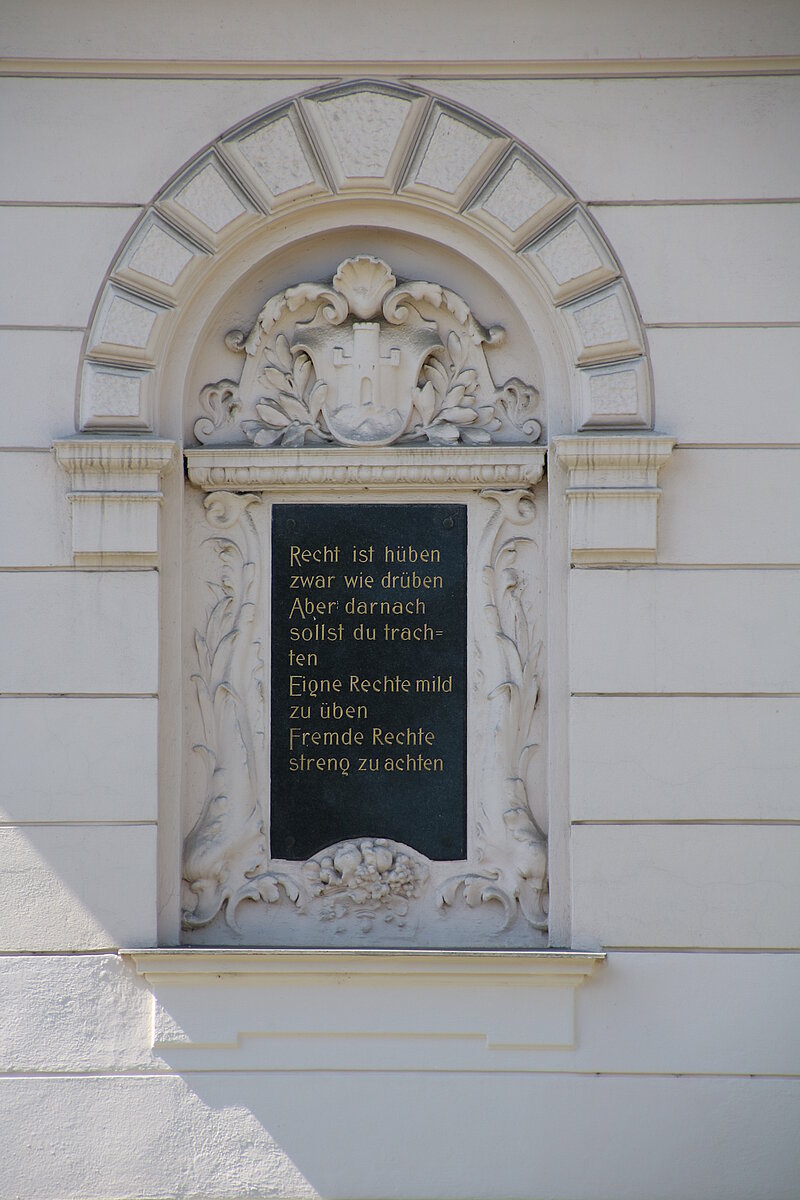 Recht ist hüben
zwar wie drüben
Aber darnach
sollst du trach=
ten
Eigne Rechte mild
zu üben
Fremde Rechte
streng zu achten